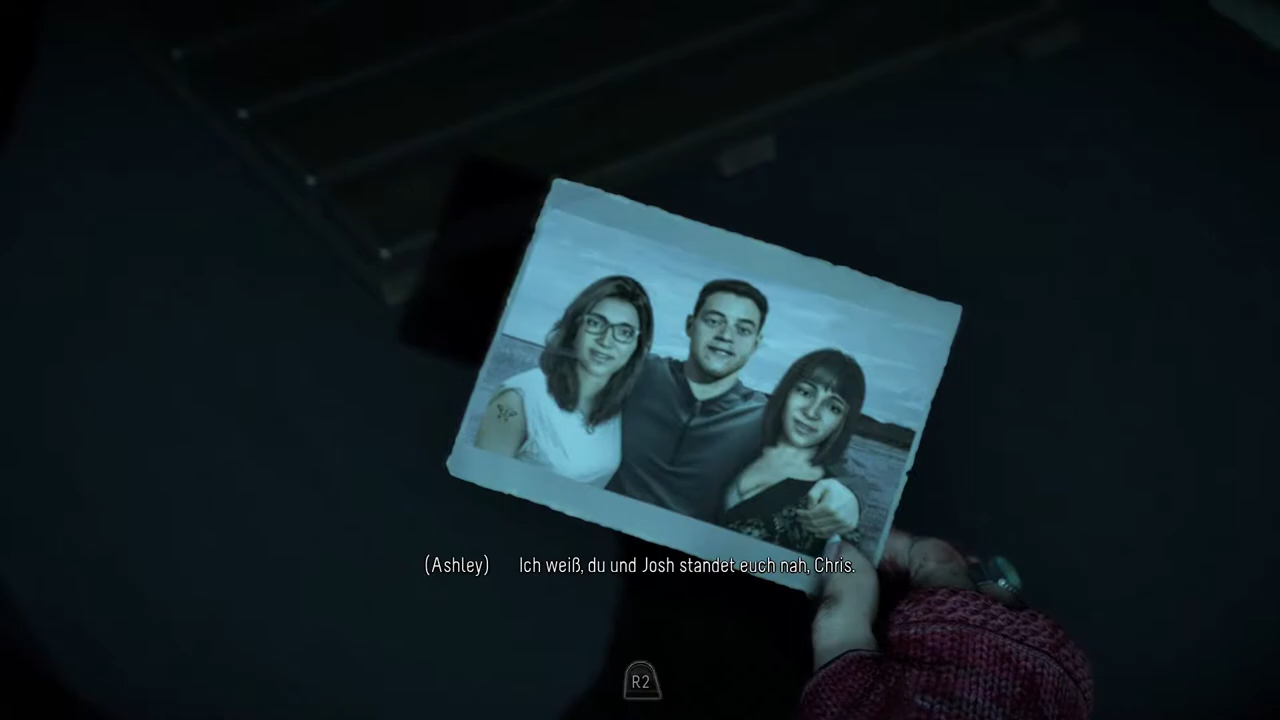 (Ashley) Ich weiß, du und Josh standet euch nah, Chris.
R2